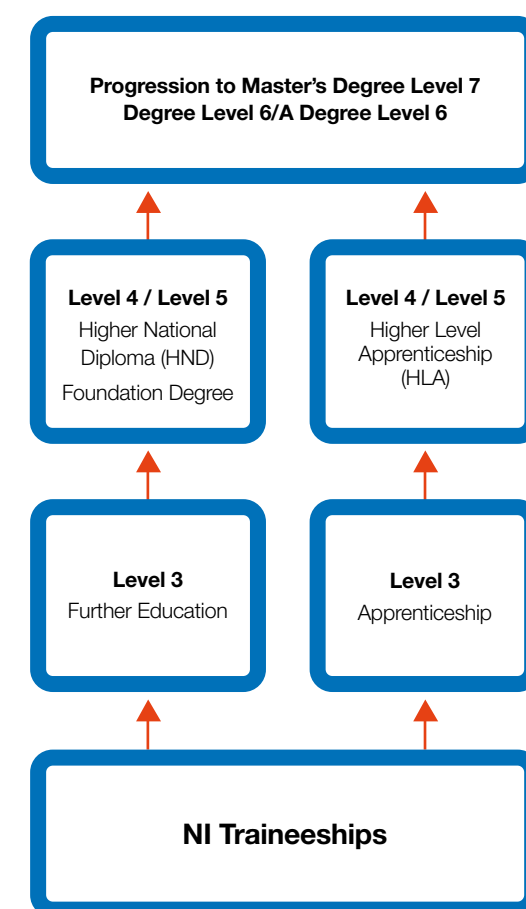 Progression to Master's Degree Level 7
Degree Level 6/A Degree Level 6
Level 4 / Level 5
Higher National
Diploma (HND)
Foundation Degree
Level 4 / Level 5
Higher Level
Apprenticeship
(HLA)
Level 3
Further Education
Level 3
Apprenticeship
NI Traineeships